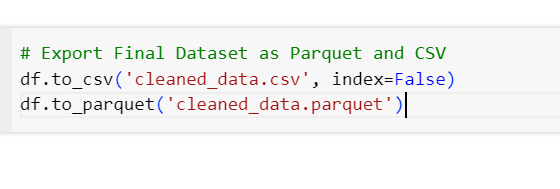 # Export Final Dataset as Parquet and CSV
df.to_csv('cleaned_data.csv', index=False)
df.to_parquet('cleaned_data.parquet')